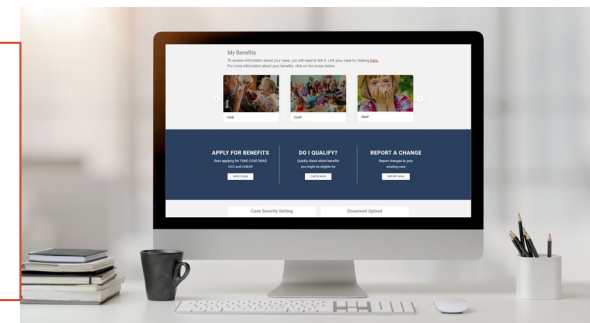 My Benefits
To access information about your case, you will need to link it. Link your case by clicking here.
For more information about your benefits, click on the boxes below.
TANF
CCAP
SNAP
APPLY FOR BENEFITS
DO I QUALIFY?
REPORT A CHANGE
Start applying for TANF, CCAP, SNAP,
Quickly check which benefits
Report changes to your
HCC and LIHEAP
you might be eligible for
existing case
APPLY NOW
CHECK NOW
REPORT NOW
Case Security Setting
Document Upload